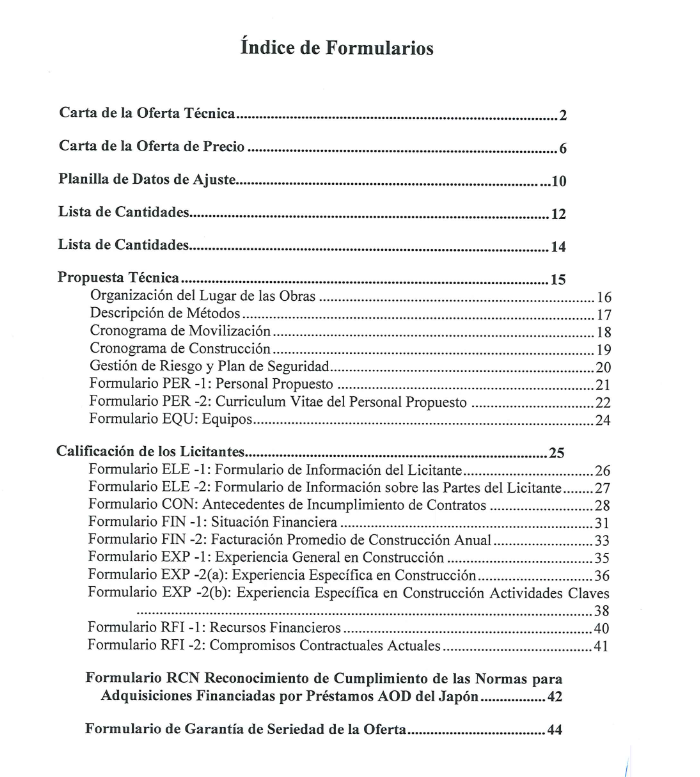 Índice de Formularios
Carta de la Oferta Técnica.....2
Carta de la Oferta de Precio.....6
Planilla de Datos de Ajuste.....10
Lista de Cantidades.....12
Lista de Cantidades.....14
Propuesta Técnica.....15
Organización del Lugar de las Obras.....16
Descripción de Métodos.....17
Cronograma de Movilización.....18
Cronograma de Construcción.....19
Gestión de Riesgo y Plan de Seguridad.....20
Formulario PER -1: Personal Propuesto.....21
Formulario PER -2: Curriculum Vitae del Personal Propuesto.....22
Formulario EQU: Equipos.....24
Calificación de los Licitantes.....25
Formulario ELE -1: Formulario de Información del Licitante.....26
Formulario ELE -2: Formulario de Información sobre las Partes del Licitante.....27
Formulario CON: Antecedentes de Incumplimiento de Contratos.....28
Formulario FIN -1: Situación Financiera.....31
Formulario FIN -2: Facturación Promedio de Construcción Anual.....33
Formulario EXP -1: Experiencia General en Construcción.....35
Formulario EXP -2(a): Experiencia Específica en Construcción.....36
Formulario EXP -2(b): Experiencia Específica en Construcción Actividades Claves
.....38
Formulario RFI -1: Recursos Financieros.....40
Formulario RFI -2: Compromisos Contractuales Actuales.....41
Formulario RCN Reconocimiento de Cumplimiento de las Normas para
Adquisiciones Financiadas por Préstamos AOD del Japón.....42
Formulario de Garantía de Seriedad de la Oferta.....44